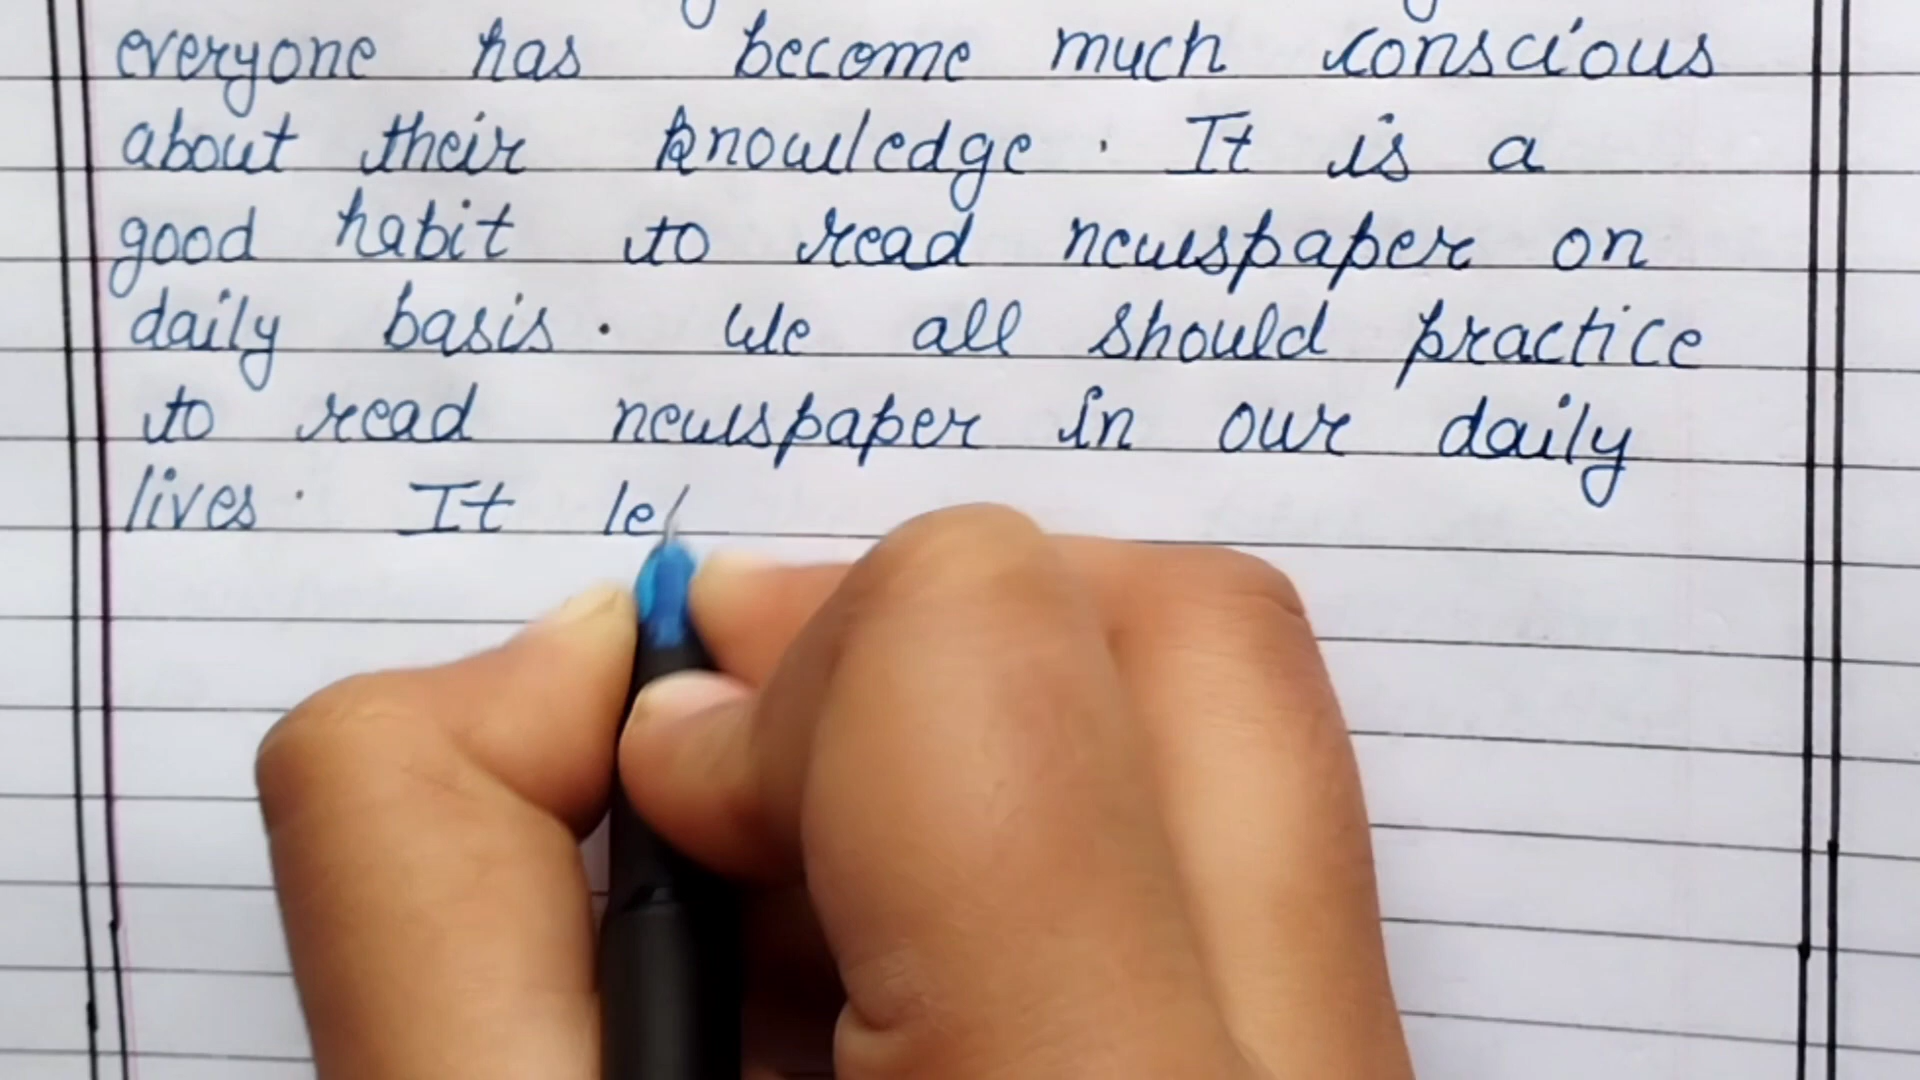 everyone has become much conscious
about their knowledge. It is a
good habit to read newspaper on
daily basis. We all should practice
to read newspaper in our daily
lives. It